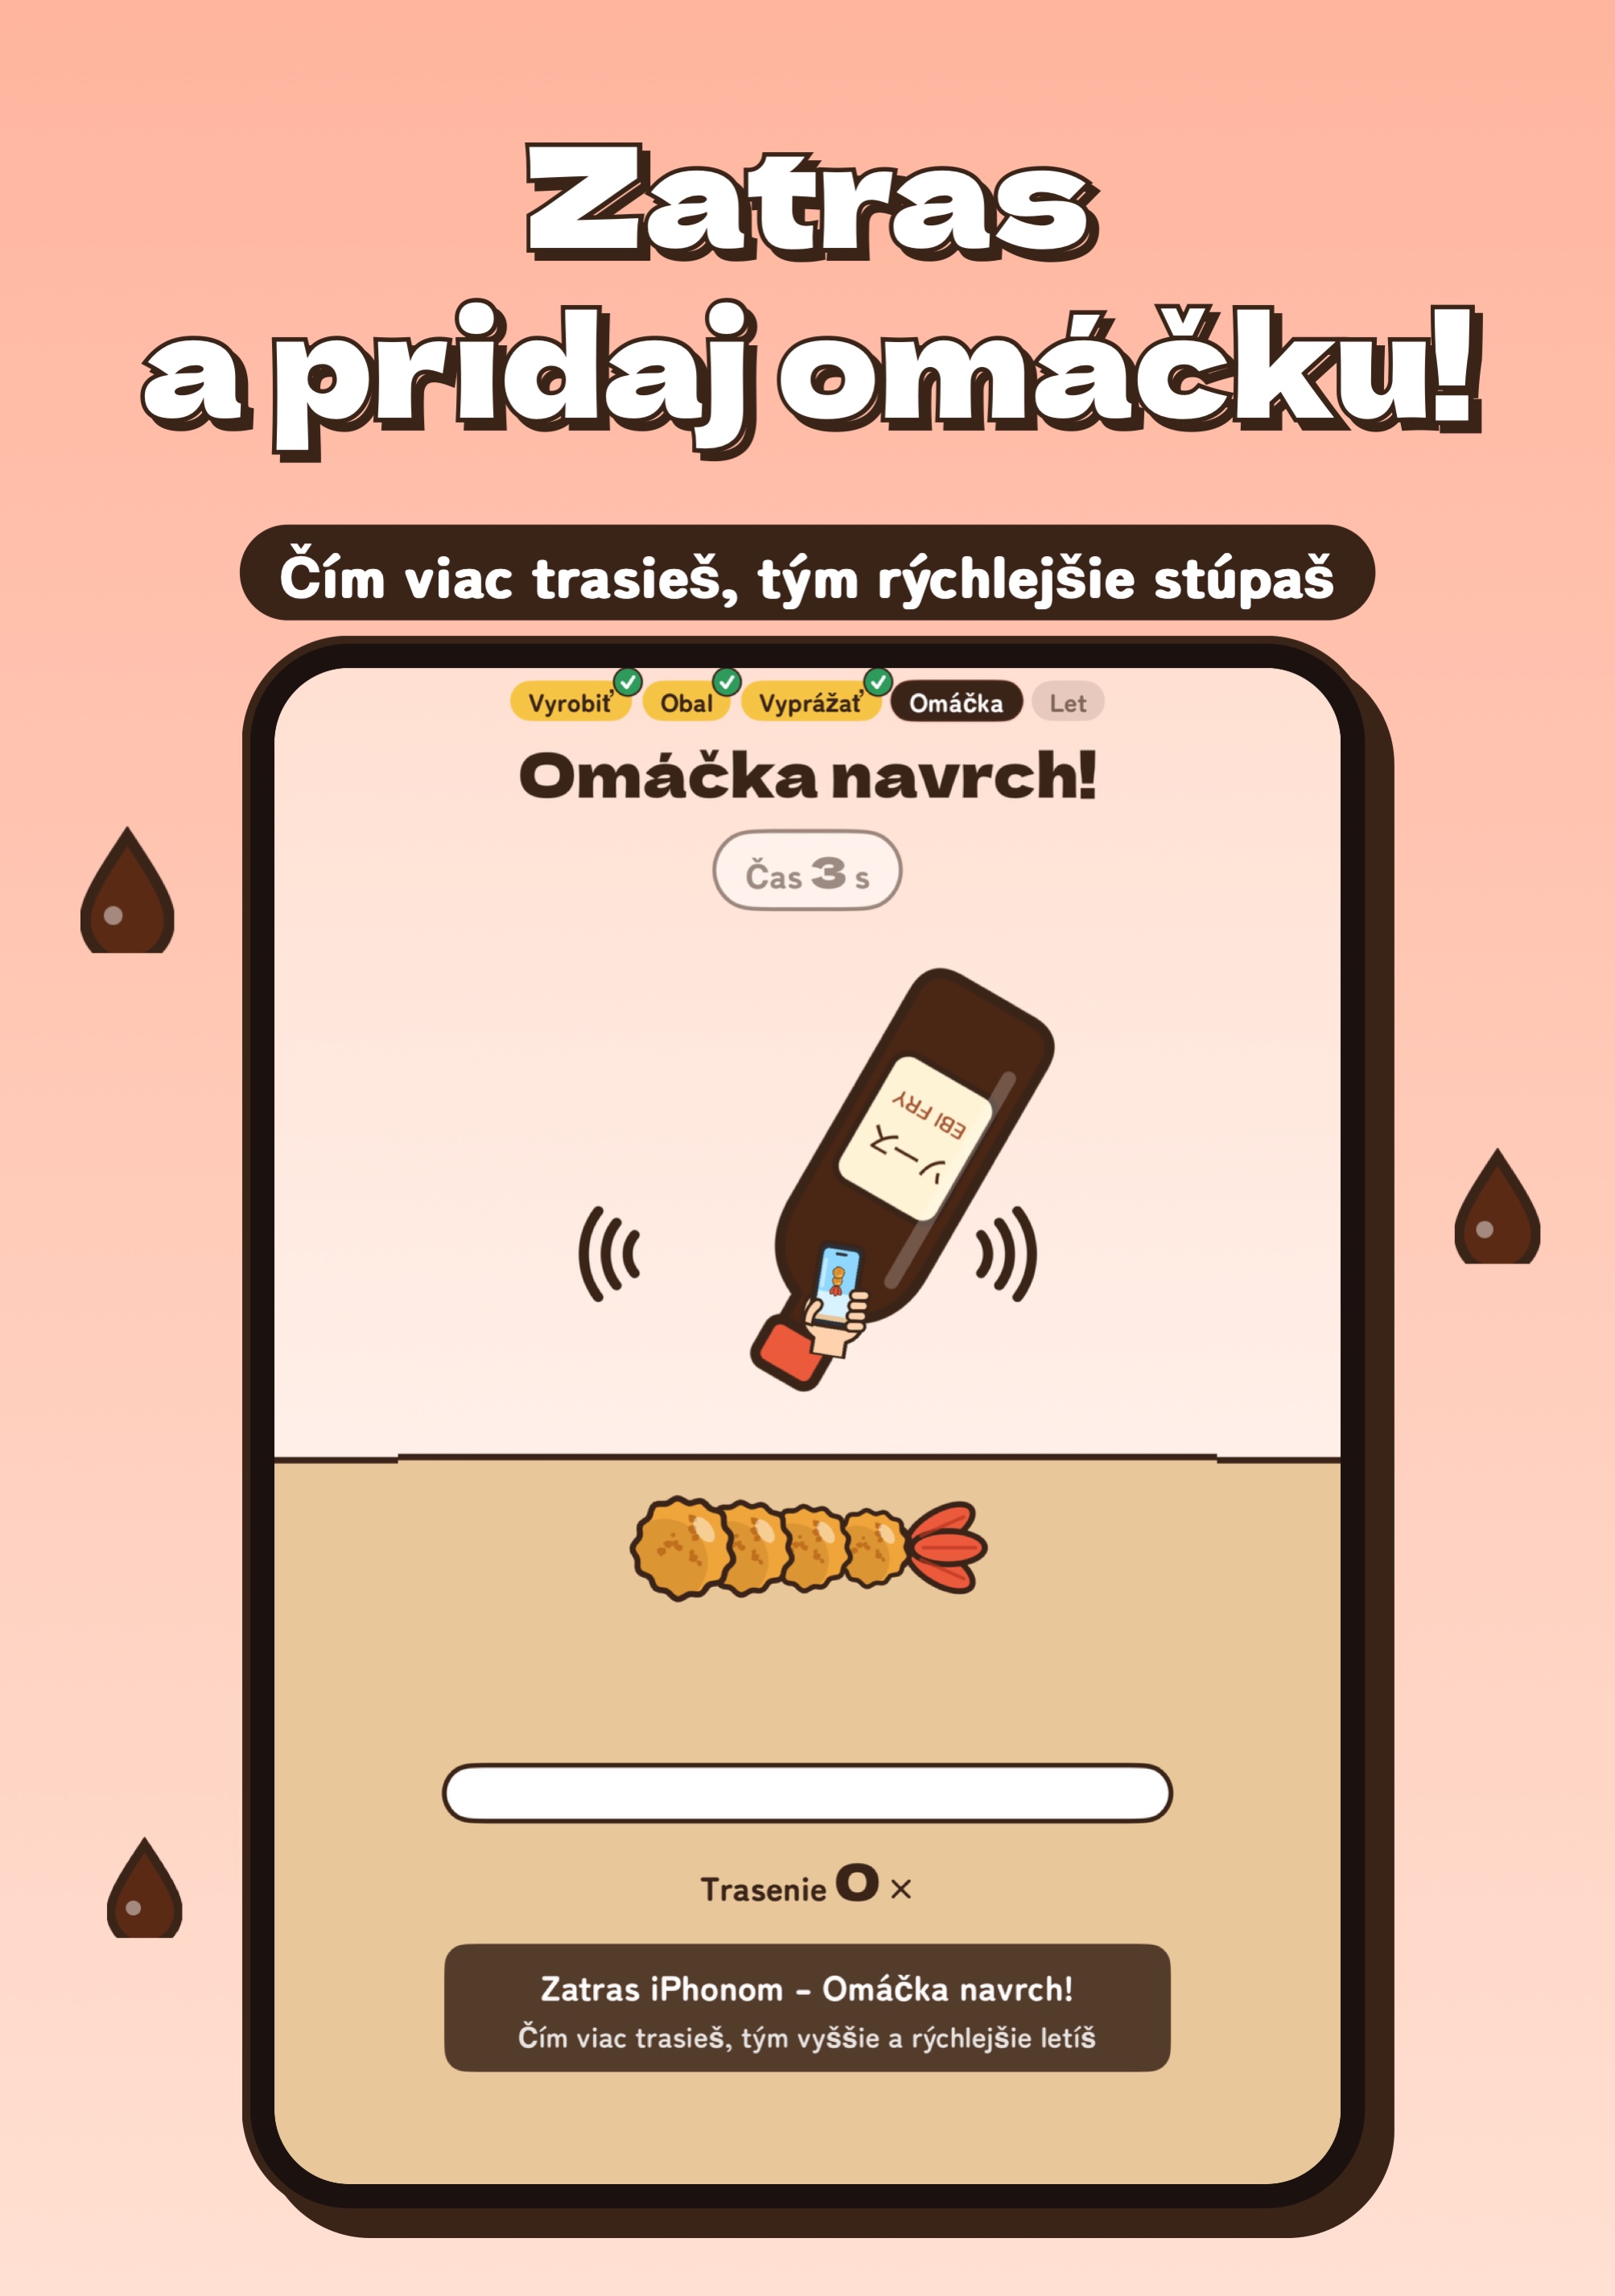 Zatras
a pridaj omáčku!
Čím viac trasieš, tým rýchlejšie stúpaš
Vyrobiť Obal Vyprážať Omáčka Let
Omáčka navrch!
Čas 3 s
ソース
EBI FRY
Trasenie 0 ×
Zatras iPhonom – Omáčka navrch!
Čím viac trasieš, tým vyššie a rýchlejšie letíš